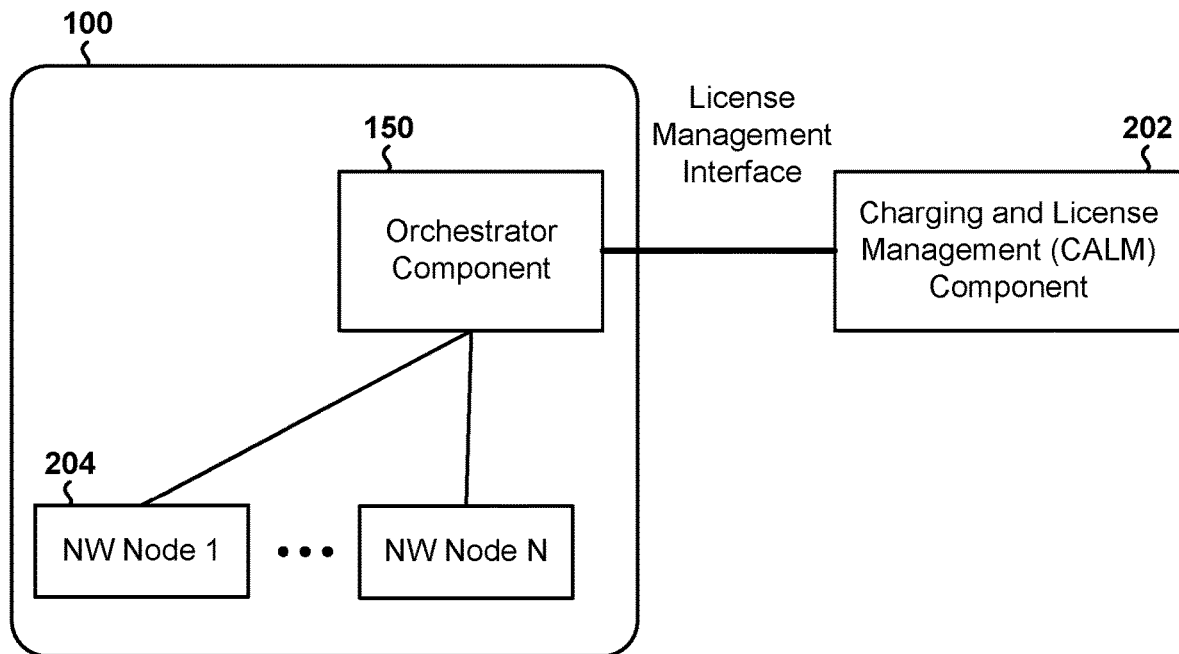 100
License
Management
Interface
150
202
Orchestrator
Component
Charging and License
Management (CALM)
Component
204
NW Node 1
NW Node N